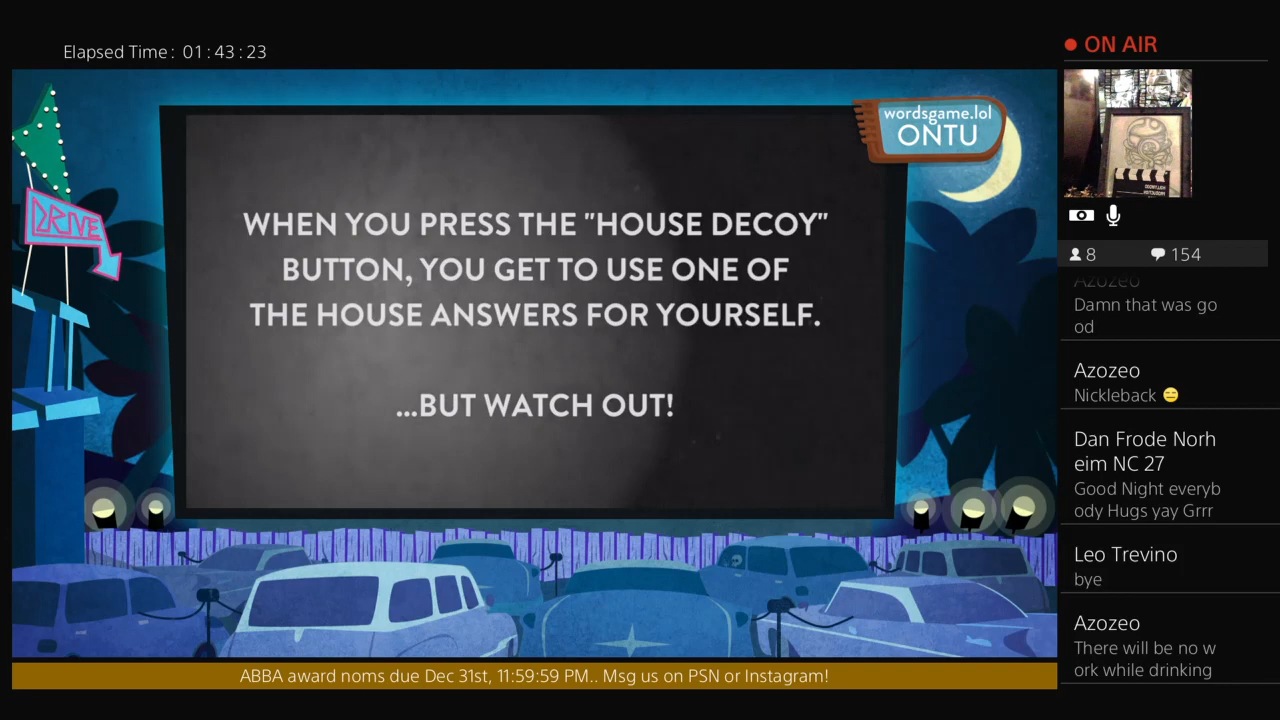 Elapsed Time: 01:43:23
ON AIR
wordsgame.lol
ONTU
DRIVE
WHEN YOU PRESS THE "HOUSE DECOY"
BUTTON, YOU GET TO USE ONE OF
THE HOUSE ANSWERS FOR YOURSELF.
...BUT WATCH OUT!
8 154
Azozeo
Damn that was go
od
Azozeo
Nickleback 😑
Dan Frode Norh
eim NC 27
Good Night everyb
ody Hugs yay Grrr
Leo Trevino
bye
Azozeo
There will be no w
ork while drinking
ABBA award noms due Dec 31st, 11:59:59 PM.. Msg us on PSN or Instagram!